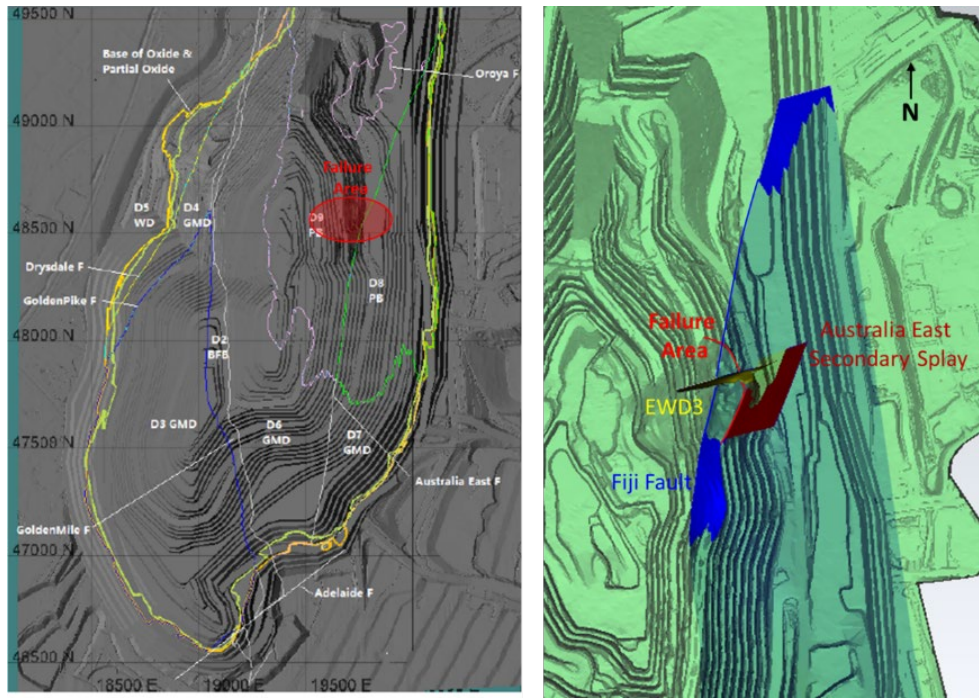 49500 N
Base of Oxide &
Partial Oxide
Oroya F
49000 N
Failure
Area
D5
WD
D4
GMD
D9
PB
48500 N
Drysdale F
D8
PB
GoldenPike F
48000 N
D2
BFB
D3 GMD
D6
GMD
D7
GMD
47500 N
Australia East F
GoldenMile F
47000 N
Adelaide F
48500 N
18500 E
19000 E
19500 E
N
Failure
Area
Australia East
Secondary Splay
EWD3
Fiji Fault